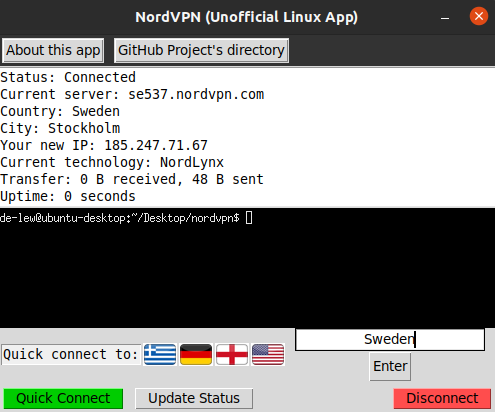 NordVPN (Unofficial Linux App)
About this app
GitHub Project's directory
Status: Connected
Current server: se537.nordvpn.com
Country: Sweden
City: Stockholm
Your new IP: 185.247.71.67
Current technology: NordLynx
Transfer: 0 B received, 48 B sent
Uptime: 0 seconds
de-lew@ubuntu-desktop:~/Desktop/nordvpn$
Sweden
Quick connect to:
Enter
Quick Connect
Update Status
Disconnect